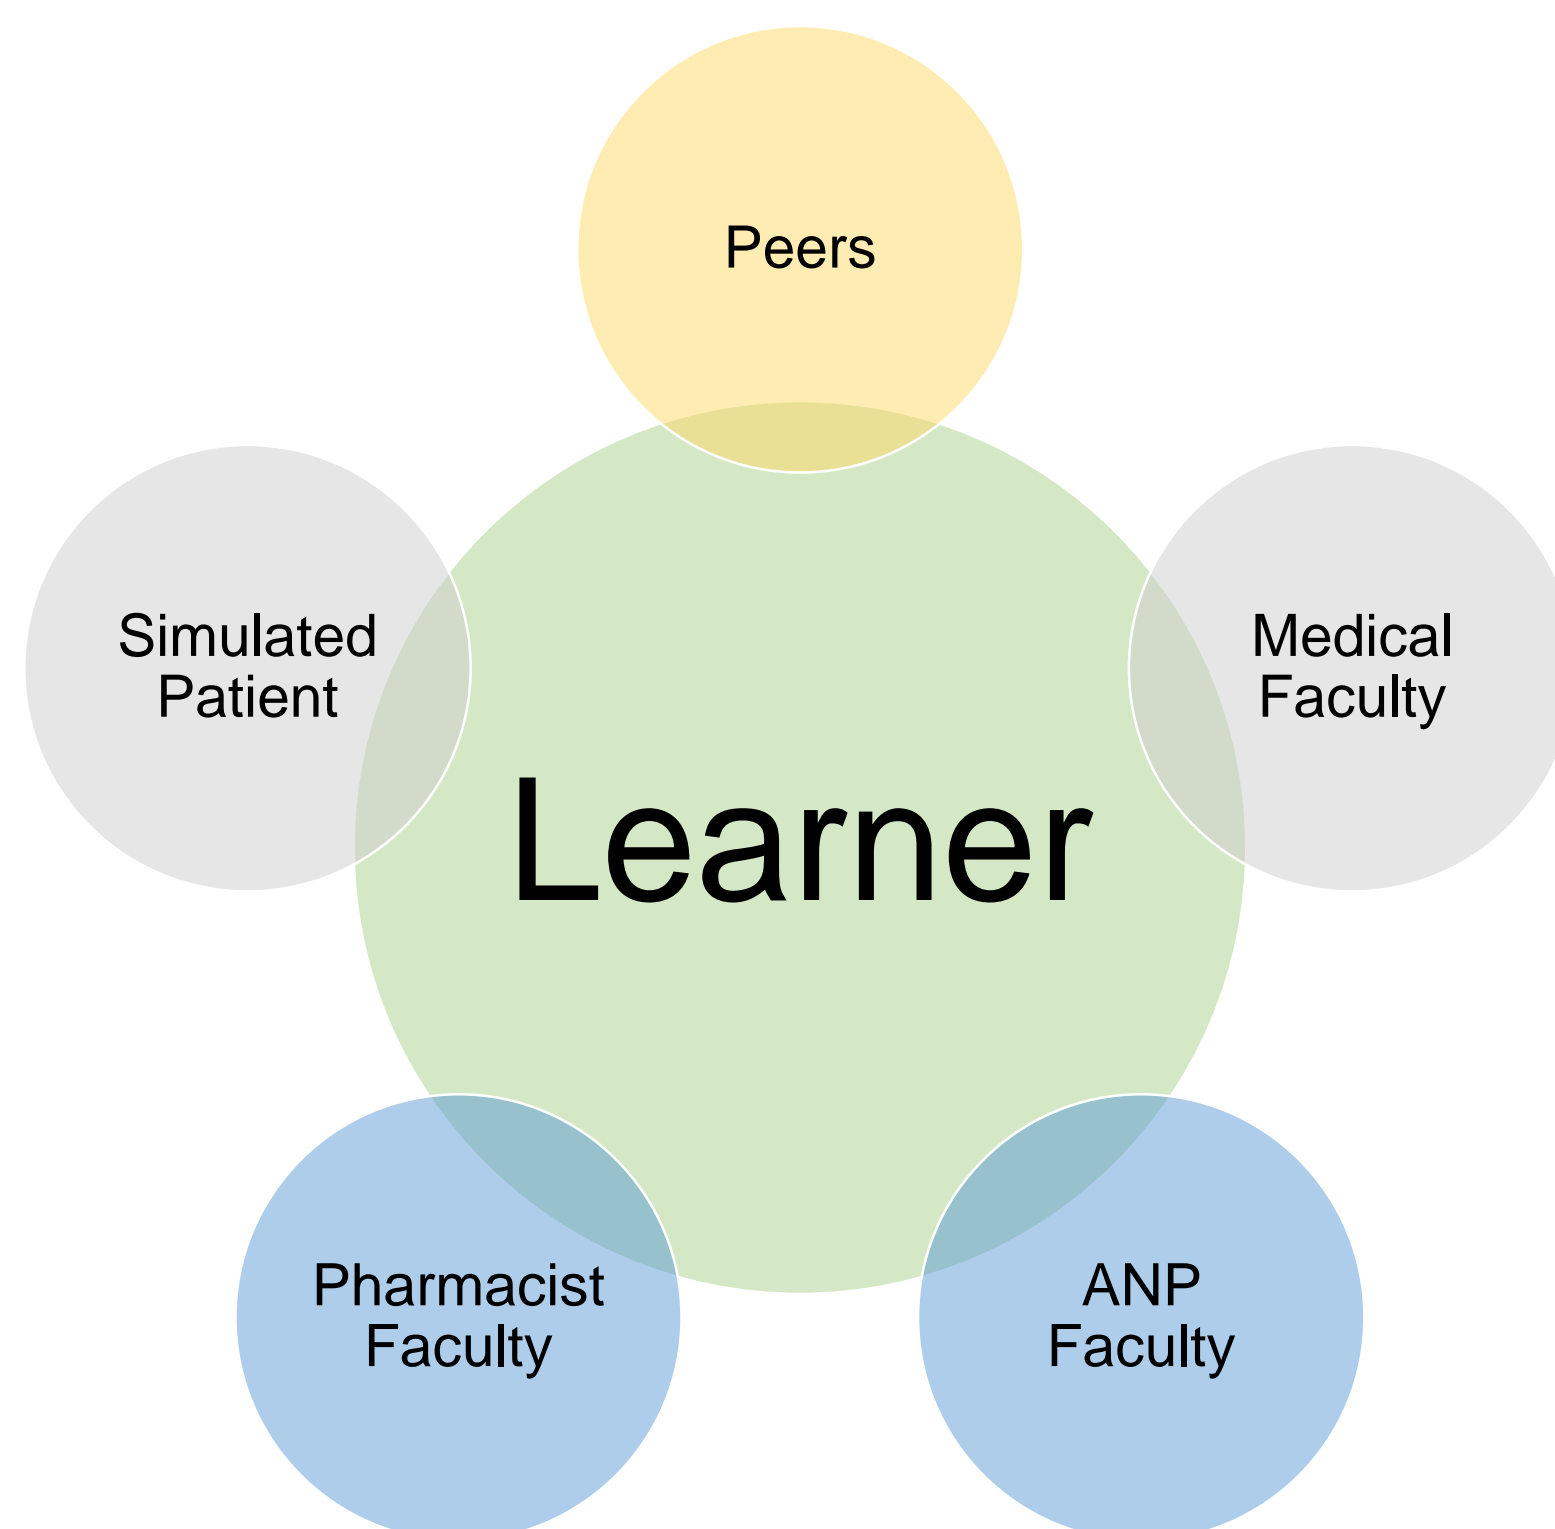 Peers
Simulated
Patient
Medical
Faculty
Learner
Pharmacist
Faculty
ANP
Faculty